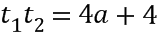 t₁t₂ = 4a + 4